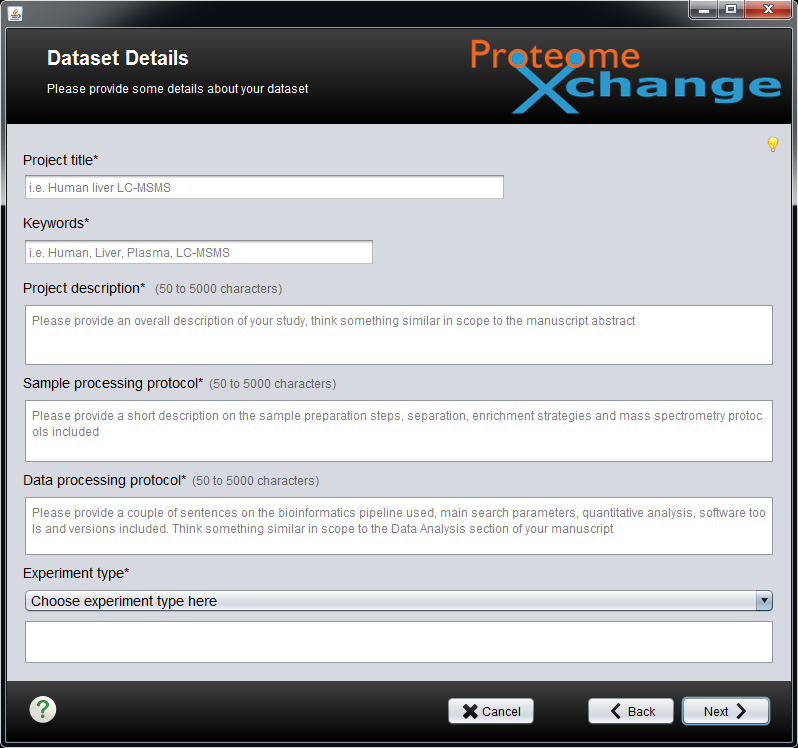 Dataset Details
Please provide some details about your dataset
Proteome
Xchange
Project title*
i.e. Human liver LC-MSMS
Keywords*
i.e. Human, Liver, Plasma, LC-MSMS
Project description* (50 to 5000 characters)
Please provide an overall description of your study, think something similar in scope to the manuscript abstract
Sample processing protocol* (50 to 5000 characters)
Please provide a short description on the sample preparation steps, separation, enrichment strategies and mass spectrometry protoc
ols included
Data processing protocol* (50 to 5000 characters)
Please provide a couple of sentences on the bioinformatics pipeline used, main search parameters, quantitative analysis, software too
ls and versions included. Think something similar in scope to the Data Analysis section of your manuscript
Experiment type*
Choose experiment type here
? Cancel Back Next